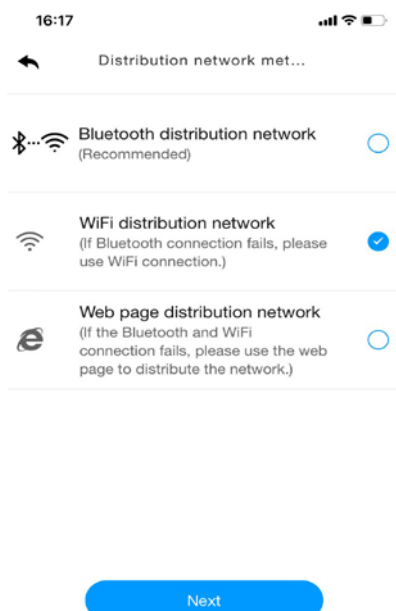 16:17
Distribution network met...
Bluetooth distribution network
(Recommended)
WiFi distribution network
(If Bluetooth connection fails, please
use WiFi connection.)
Web page distribution network
(If the Bluetooth and WiFi
connection fails, please use the web
page to distribute the network.)
Next